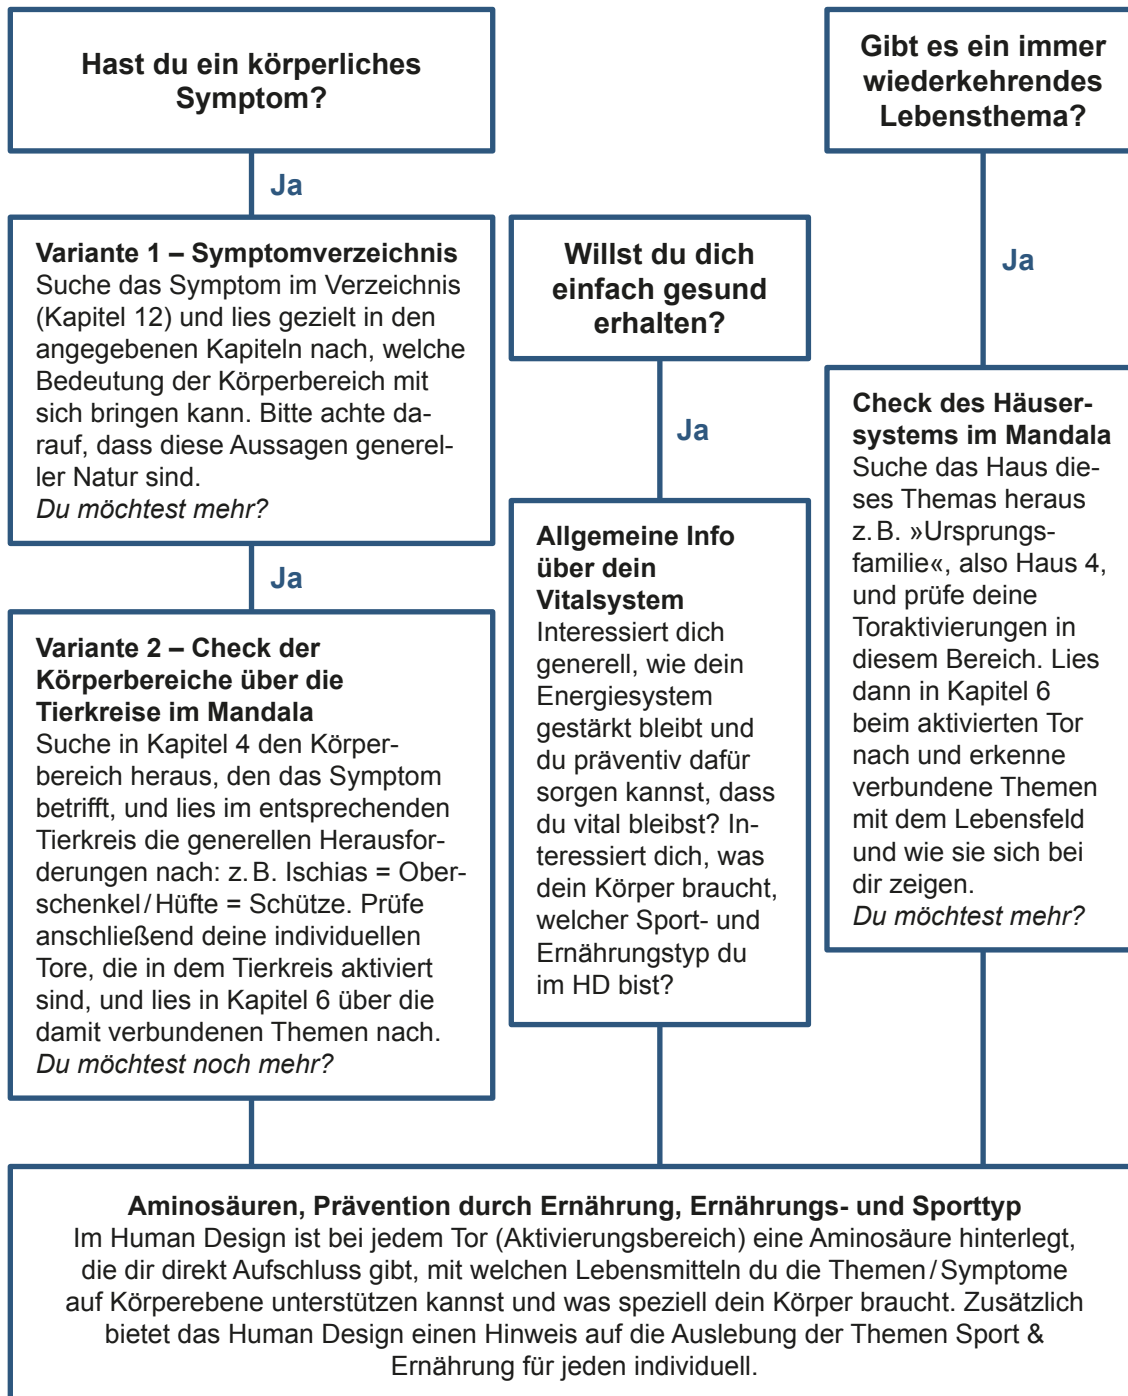 Hast du ein körperliches
Symptom?
Ja
Variante 1 – Symptomverzeichnis
Suche das Symptom im Verzeichnis
(Kapitel 12) und lies gezielt in den
angegebenen Kapiteln nach, welche
Bedeutung der Körperbereich mit
sich bringen kann. Bitte achte da-
rauf, dass diese Aussagen generel-
ler Natur sind.
Du möchtest mehr?
Ja
Variante 2 – Check der
Körperbereiche über die
Tierkreise im Mandala
Suche in Kapitel 4 den Körper-
bereich heraus, den das Symptom
betrifft, und lies im entsprechenden
Tierkreis die generellen Herausfor-
derungen nach: z. B. Ischias = Ober-
schenkel / Hüfte = Schütze. Prüfe
anschließend deine individuellen
Tore, die in dem Tierkreis aktiviert
sind, und lies in Kapitel 6 über die
damit verbundenen Themen nach.
Du möchtest noch mehr?
Willst du dich
einfach gesund
erhalten?
Ja
Allgemeine Info
über dein
Vitalsystem
Interessiert dich
generell, wie dein
Energiesystem
gestärkt bleibt und
du präventiv dafür
sorgen kannst, dass
du vital bleibst? In-
teressiert dich, was
dein Körper braucht,
welcher Sport- und
Ernährungstyp du
im HD bist?
Gibt es ein immer
wiederkehrendes
Lebensthema?
Ja
Check des Häuser-
systems im Mandala
Suche das Haus die-
ses Themas heraus
z. B. »Ursprungs-
familie«, also Haus 4,
und prüfe deine
Toraktivierungen in
diesem Bereich. Lies
dann in Kapitel 6
beim aktivierten Tor
nach und erkenne
verbundene Themen
mit dem Lebensfeld
und wie sie sich bei
dir zeigen.
Du möchtest mehr?
Aminosäuren, Prävention durch Ernährung, Ernährungs- und Sporttyp
Im Human Design ist bei jedem Tor (Aktivierungsbereich) eine Aminosäure hinterlegt,
die dir direkt Aufschluss gibt, mit welchen Lebensmitteln du die Themen / Symptome
auf Körperebene unterstützen kannst und was speziell dein Körper braucht. Zusätzlich
bietet das Human Design einen Hinweis auf die Auslebung der Themen Sport &
Ernährung für jeden individuell.